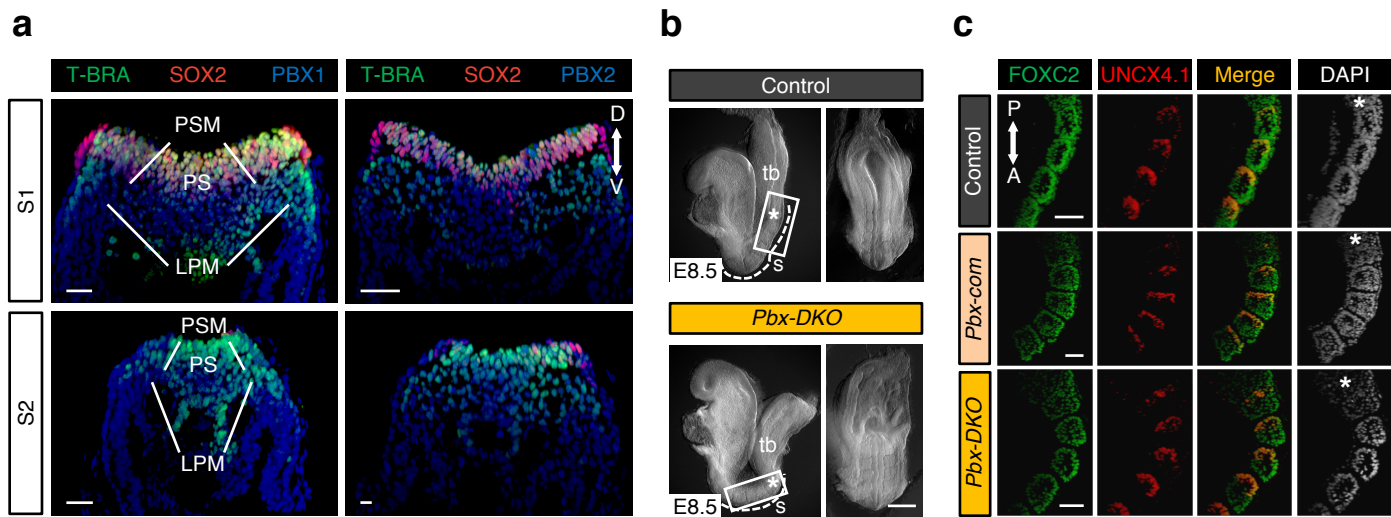 a
T-BRA SOX2 PBX1
T-BRA SOX2 PBX2
S1
PSM
PS
LPM
D
V
S2
PSM
PS
LPM
b
Control
tb
*
s
E8.5
Pbx-DKO
tb
*
s
E8.5
c
FOXC2 UNCX4.1 Merge DAPI
Control
P
A
*
Pbx-com
*
Pbx-DKO
*